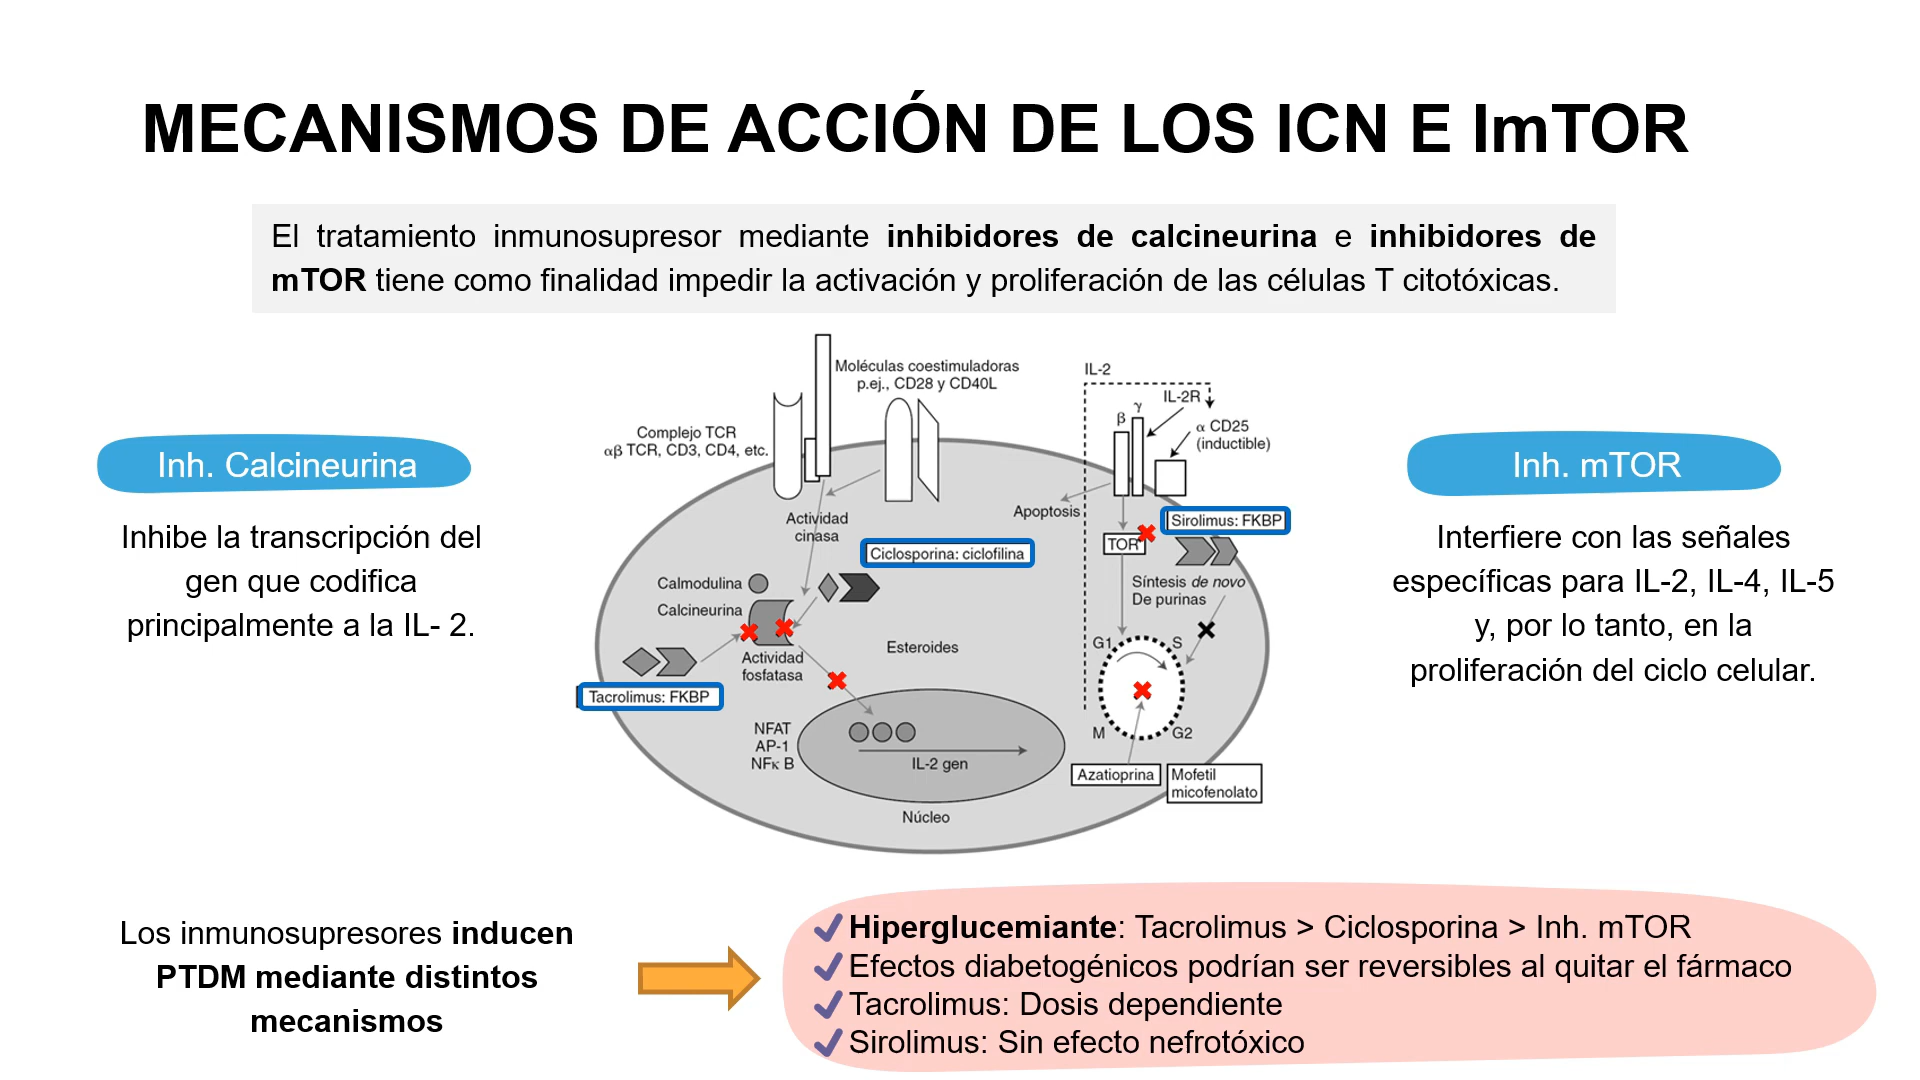 MECANISMOS DE ACCIÓN DE LOS ICN E ImTOR
El tratamiento inmunosupresor mediante inhibidores de calcineurina e inhibidores de
mTOR tiene como finalidad impedir la activación y proliferación de las células T citotóxicas.
Inh. Calcineurina
Inhibe la transcripción del
gen que codifica
principalmente a la IL- 2.
Moléculas coestimuladoras
p.ej., CD28 y CD40L
Complejo TCR
αβ TCR, CD3, CD4, etc.
IL-2
IL-2R
β
γ
α CD25
(inductible)
Apoptosis
Actividad
cinasa
Sirolimus: FKBP
TOR
Ciclosporina: ciclofilina
Calmodulina
Calcineurina
Síntesis de novo
De purinas
G1
S
Actividad
fosfatasa
Esteroides
Tacrolimus: FKBP
NFAT
AP-1
NFκ B
IL-2 gen
M
G2
Azatioprina
Mofetil
micofenolato
Núcleo
Inh. mTOR
Interfiere con las señales
específicas para IL-2, IL-4, IL-5
y, por lo tanto, en la
proliferación del ciclo celular.
Los inmunosupresores inducen
PTDM mediante distintos
mecanismos
Hiperglucemiante: Tacrolimus > Ciclosporina > Inh. mTOR
Efectos diabetogénicos podrían ser reversibles al quitar el fármaco
Tacrolimus: Dosis dependiente
Sirolimus: Sin efecto nefrotóxico